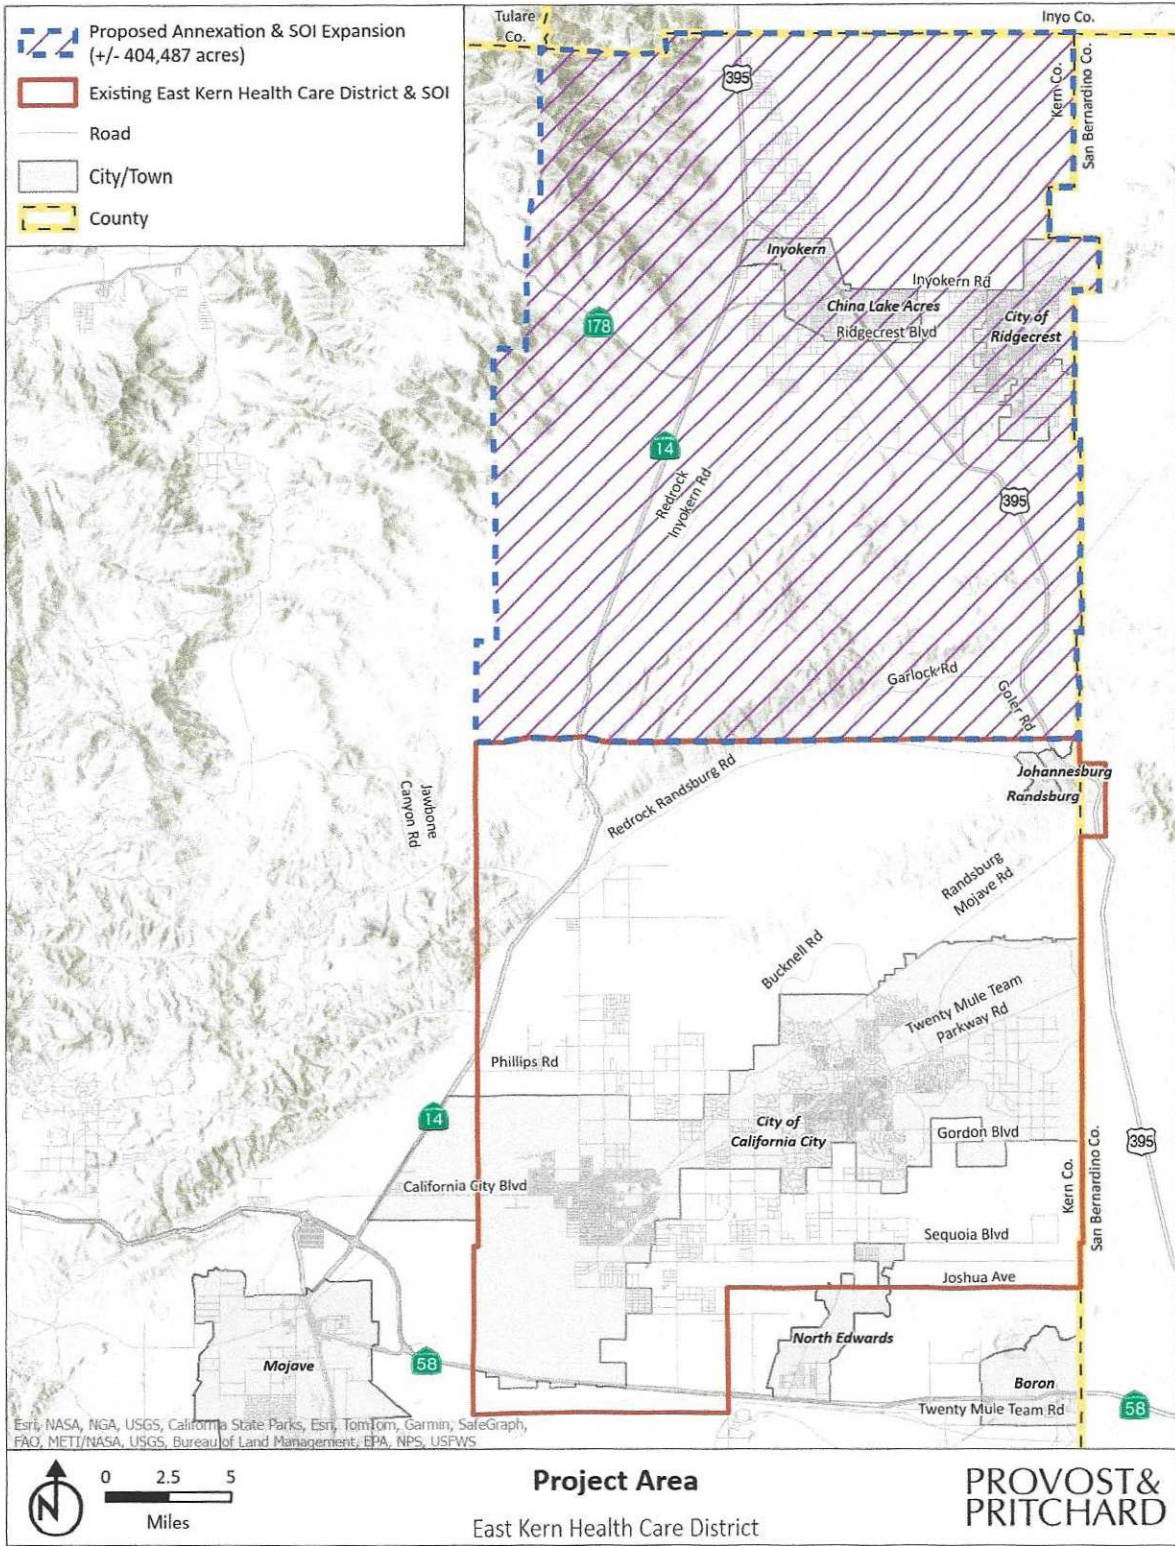 Proposed Annexation & SOI Expansion
(+/- 404,487 acres)
Existing East Kern Health Care District & SOI
Road
City/Town
County
Tulare
Co.
Inyo Co.
395
Kern Co.
San Bernardino Co.
Inyokern
Inyokern Rd
China Lake Acres
Ridgecrest Blvd
City of
Ridgecrest
178
14
Redrock
Inyokern Rd
395
Garlock Rd
Goler Rd
Johannesburg
Randsburg
Redrock Randsburg Rd
Jawbone
Canyon Rd
Randsburg
Mojave Rd
Bucknell Rd
Twenty Mule Team
Parkway Rd
Phillips Rd
14
City of
California City
Gordon Blvd
395
California City Blvd
Kern Co.
San Bernardino Co.
Sequoia Blvd
Joshua Ave
North Edwards
Mojave
58
Boron
Twenty Mule Team Rd
58
Esri, NASA, NGA, USGS, California State Parks, Esri, TomTom, Garmin, SafeGraph,
FAO, METI/NASA, USGS, Bureau of Land Management, EPA, NPS, USFWS
N
0 2.5 5
Miles
Project Area
East Kern Health Care District
PROVOST&
PRITCHARD